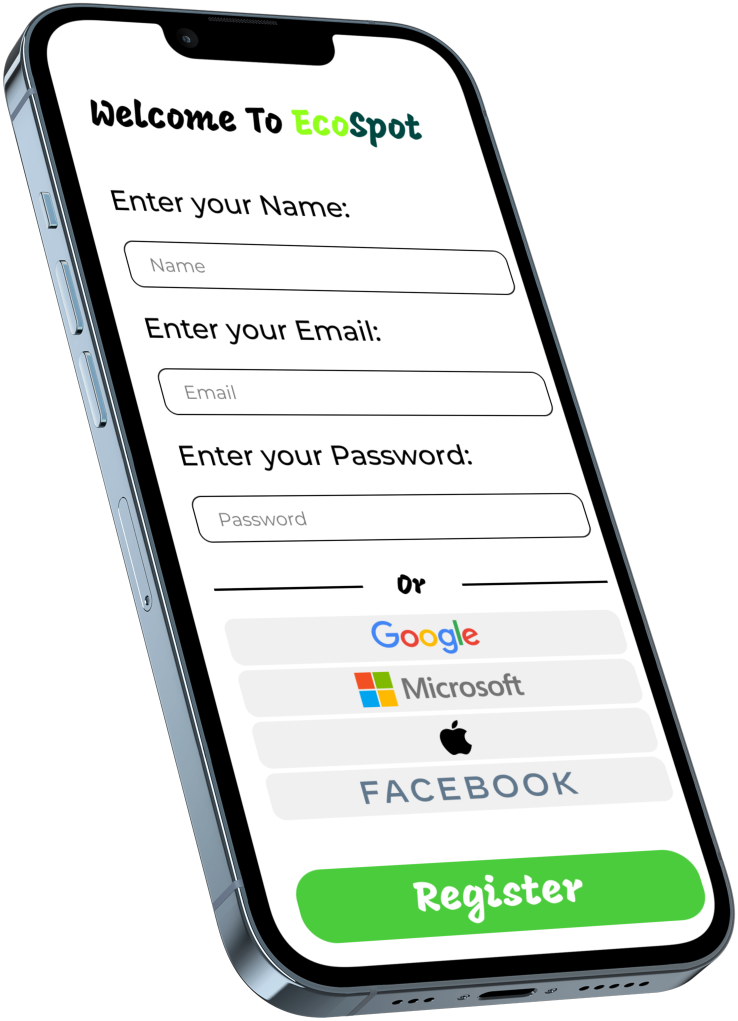 Welcome To EcoSpot
Enter your Name:
Name
Enter your Email:
Email
Enter your Password:
Password
Or
Google
Microsoft
FACEBOOK
Register